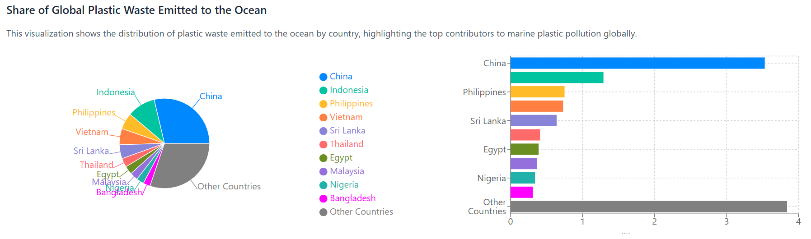 Share of Global Plastic Waste Emitted to the Ocean
This visualization shows the distribution of plastic waste emitted to the ocean by country, highlighting the top contributors to marine plastic pollution globally.
China
Indonesia
Philippines
Vietnam
Sri Lanka
Thailand
Egypt
Malaysia
Nigeria
Bangladesh
Other Countries
China
Indonesia
Philippines
Vietnam
Sri Lanka
Thailand
Egypt
Malaysia
Nigeria
Bangladesh
Other Countries
China
Philippines
Sri Lanka
Egypt
Nigeria
Other
Countries
0 1 2 3 4